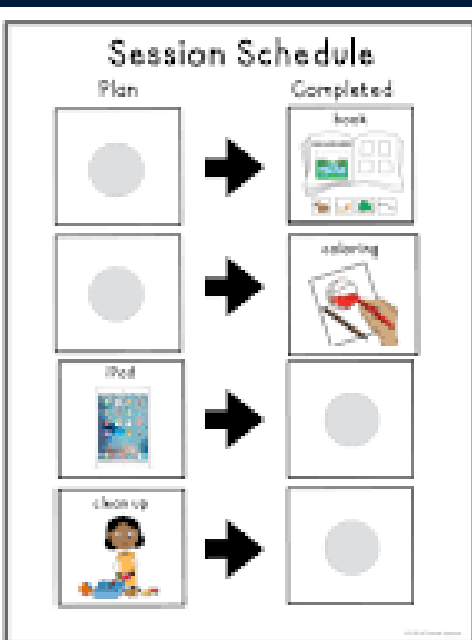 Session Schedule
Plan Completed
book
coloring
iPad
clean up